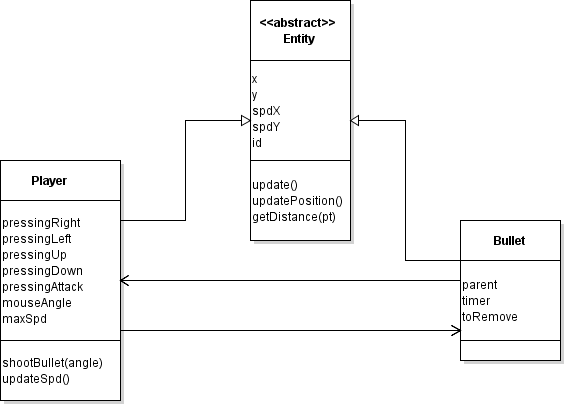 <<abstract>>
Entity
x
y
spdX
spdY
id
update()
updatePosition()
getDistance(pt)
Player
pressingRight
pressingLeft
pressingUp
pressingDown
pressingAttack
mouseAngle
maxSpd
shootBullet(angle)
updateSpd()
Bullet
parent
timer
toRemove